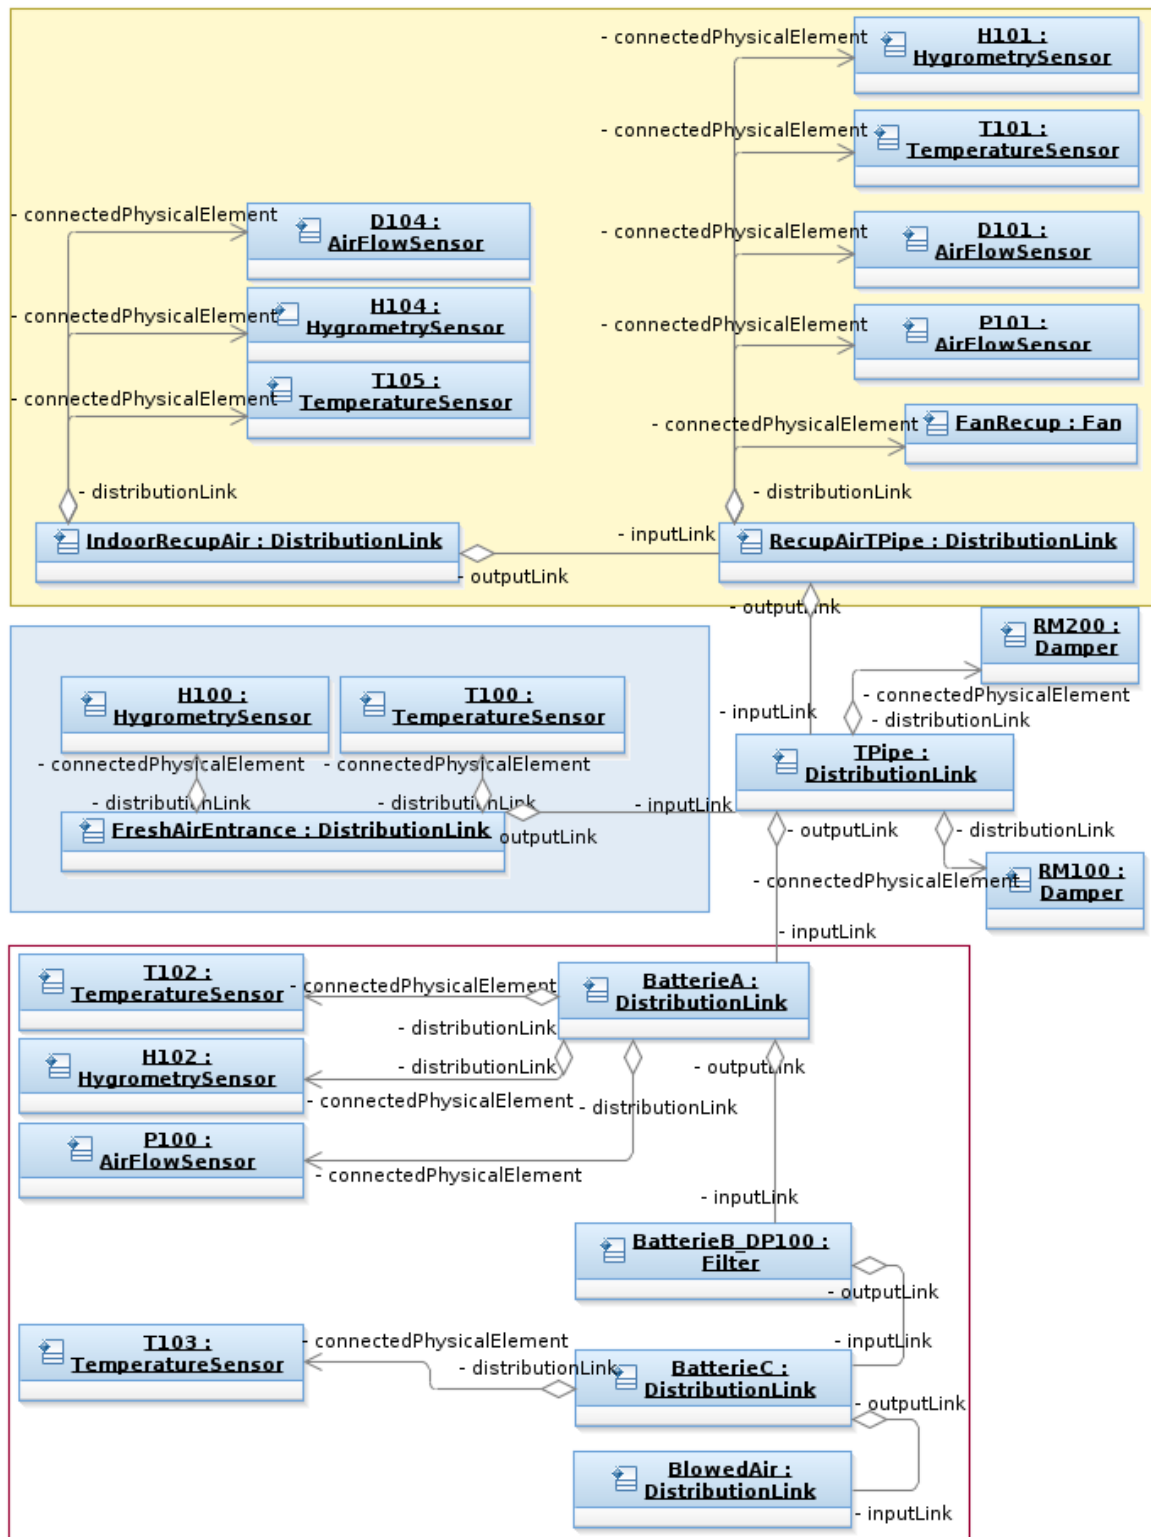 - connectedPhysicalElement
H101 :
HygrometrySensor
- connectedPhysicalElement
T101 :
TemperatureSensor
- connectedPhysicalElement
D104 :
AirFlowSensor
- connectedPhysicalElement
D101 :
AirFlowSensor
- connectedPhysicalElement
H104 :
HygrometrySensor
- connectedPhysicalElement
P101 :
AirFlowSensor
- connectedPhysicalElement
T105 :
TemperatureSensor
- connectedPhysicalElement
FanRecup : Fan
- distributionLink
- distributionLink
IndoorRecupAir : DistributionLink
- inputLink
RecupAirTPipe : DistributionLink
- outputLink
- outputLink
RM200 :
Damper
H100 :
HygrometrySensor
T100 :
TemperatureSensor
- connectedPhysicalElement
- inputLink
- distributionLink
TPipe :
DistributionLink
- connectedPhysicalElement
- connectedPhysicalElement
- distributionLink
- distributionLink
- inputLink
FreshAirEntrance : DistributionLink
outputLink
- outputLink
- distributionLink
- connectedPhysicalElement
RM100 :
Damper
- inputLink
T102 :
TemperatureSensor
- connectedPhysicalElement
BatterieA :
DistributionLink
- distributionLink
H102 :
HygrometrySensor
- distributionLink
- outputLink
- connectedPhysicalElement
- distributionLink
P100 :
AirFlowSensor
- connectedPhysicalElement
- inputLink
BatterieB_DP100 :
Filter
- outputLink
T103 :
TemperatureSensor
- connectedPhysicalElement
- inputLink
- distributionLink
BatterieC :
DistributionLink
- outputLink
BlowedAir :
DistributionLink
- inputLink